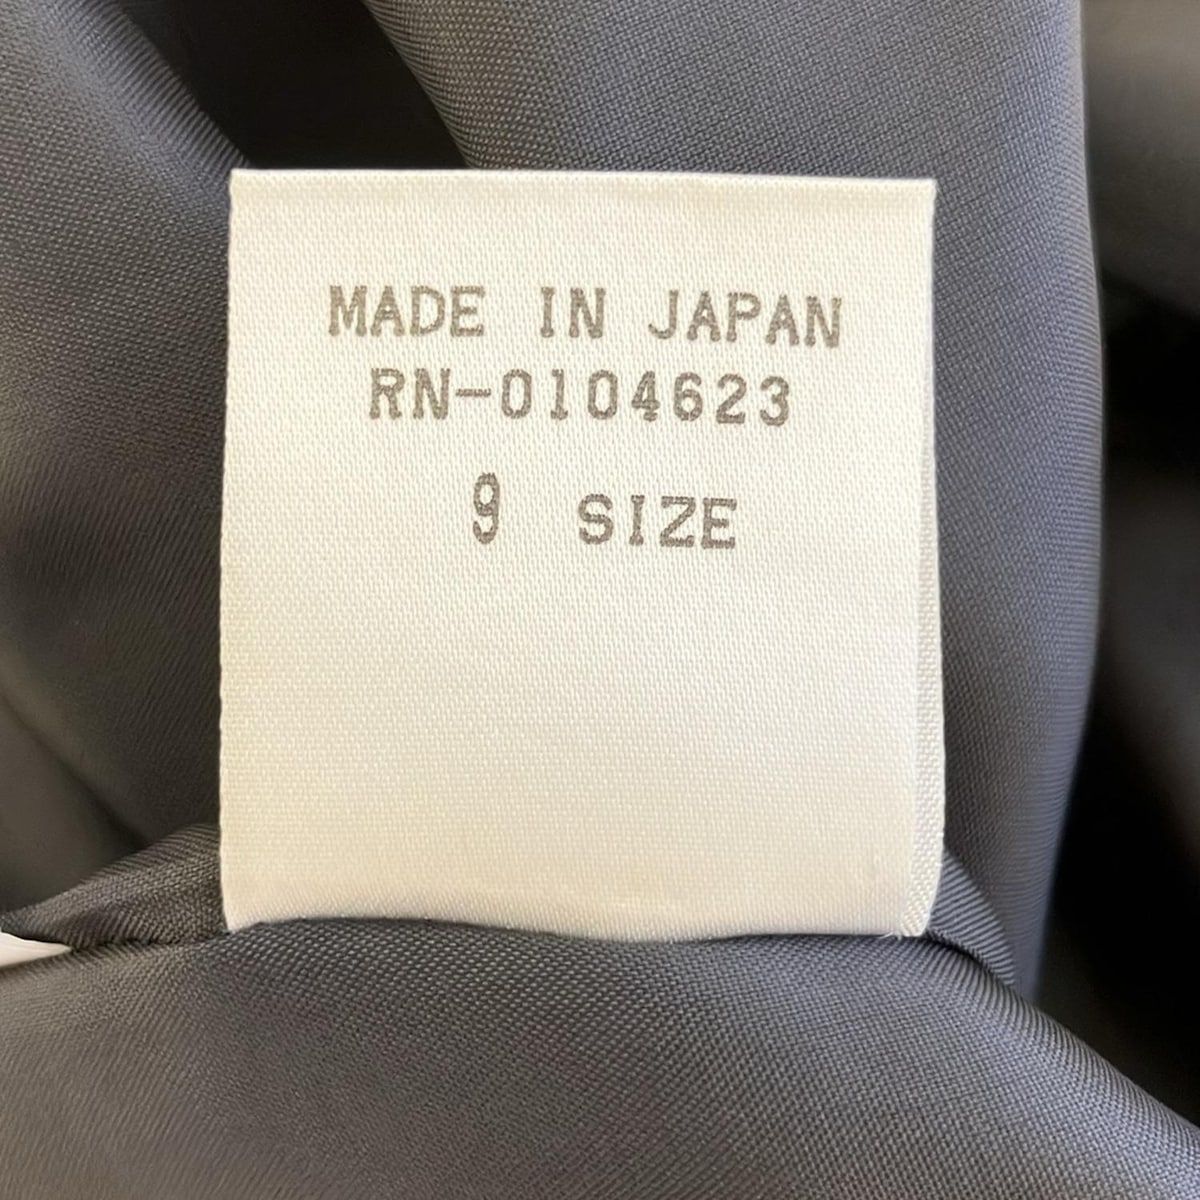 MADE IN JAPAN
RN-0104623
9 SIZE